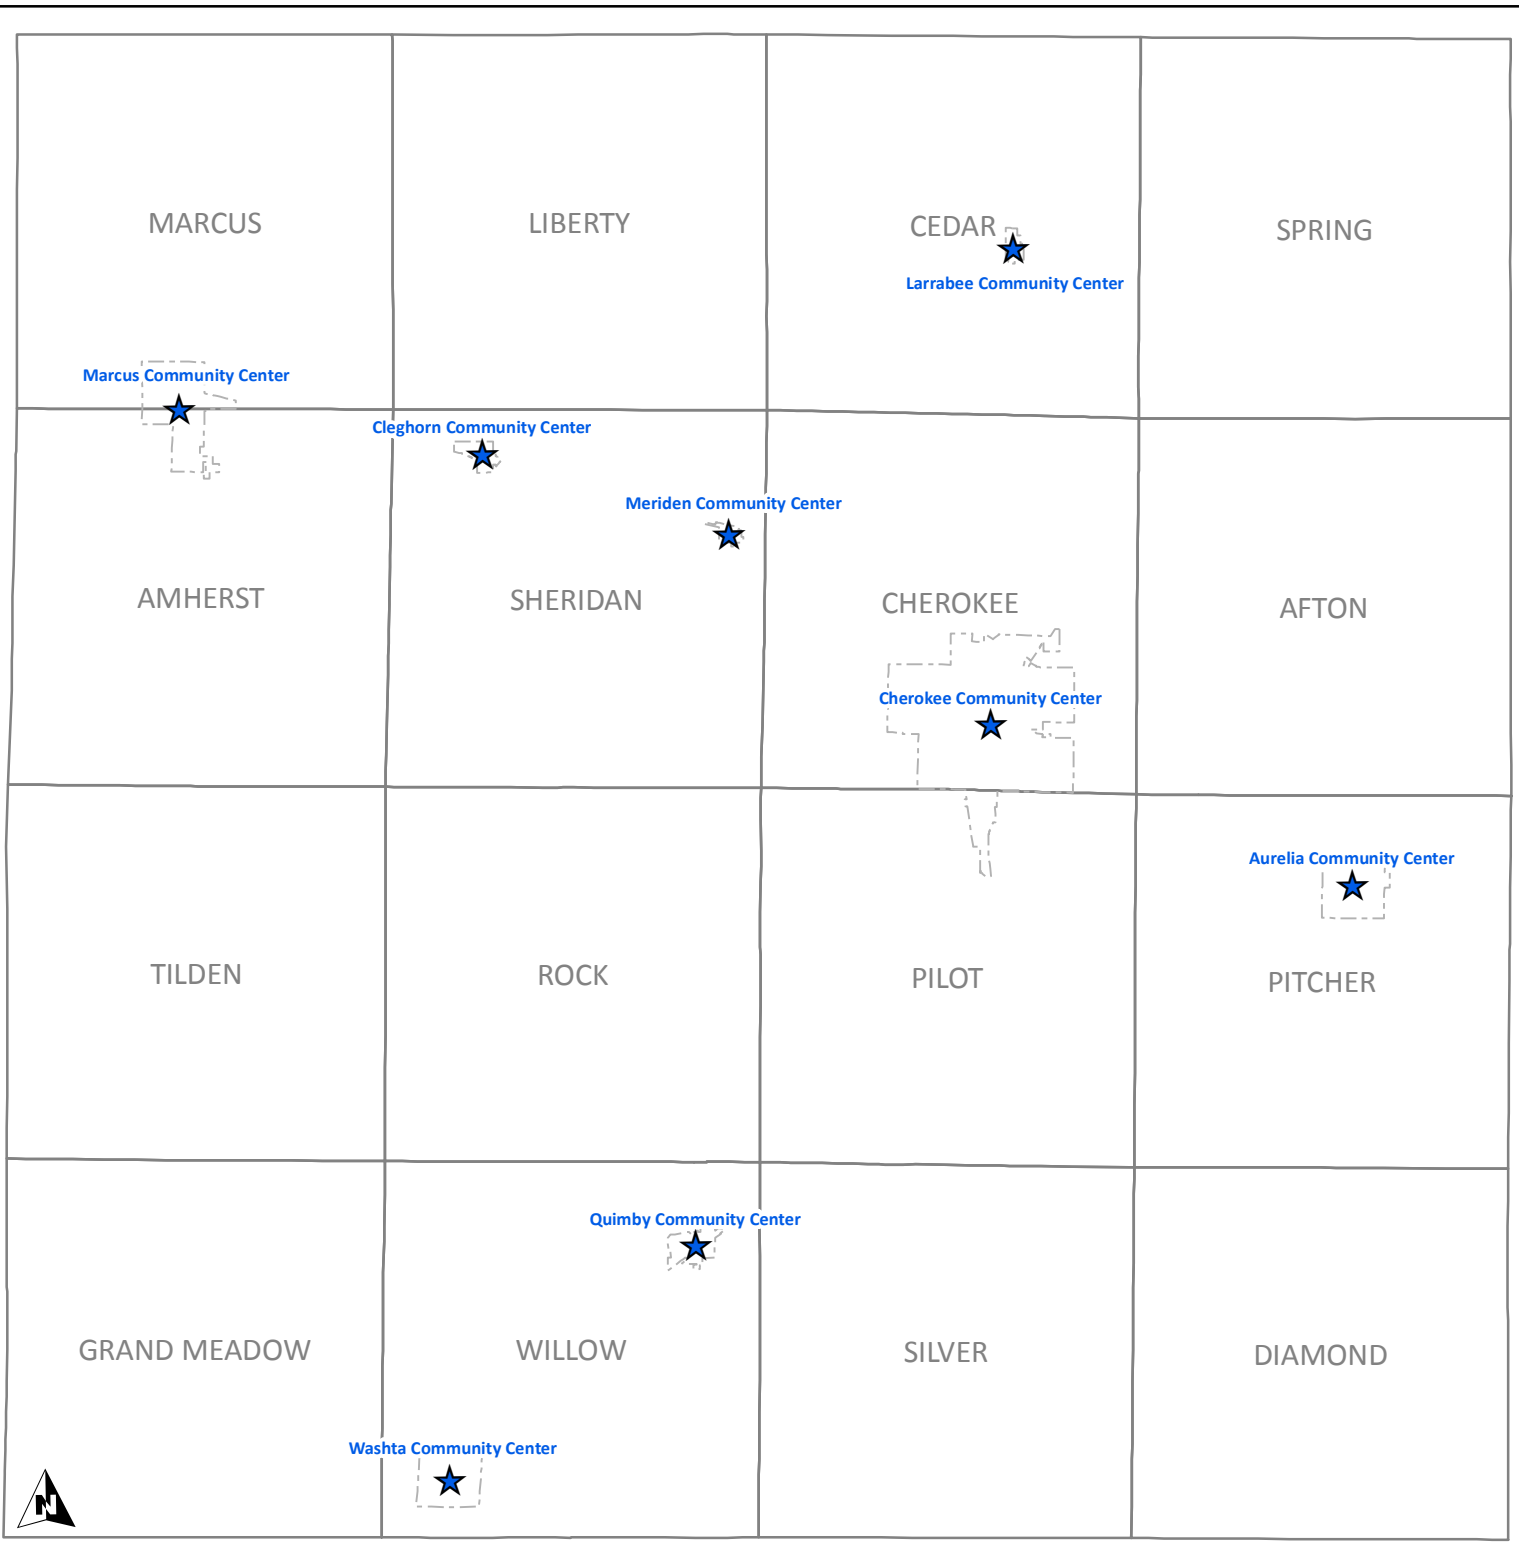 MARCUS
LIBERTY
CEDAR
SPRING
Larrabee Community Center
Marcus Community Center
Cleghorn Community Center
Meriden Community Center
AMHERST
SHERIDAN
CHEROKEE
AFTON
Cherokee Community Center
Aurelia Community Center
TILDEN
ROCK
PILOT
PITCHER
Quimby Community Center
GRAND MEADOW
WILLOW
SILVER
DIAMOND
Washta Community Center
N